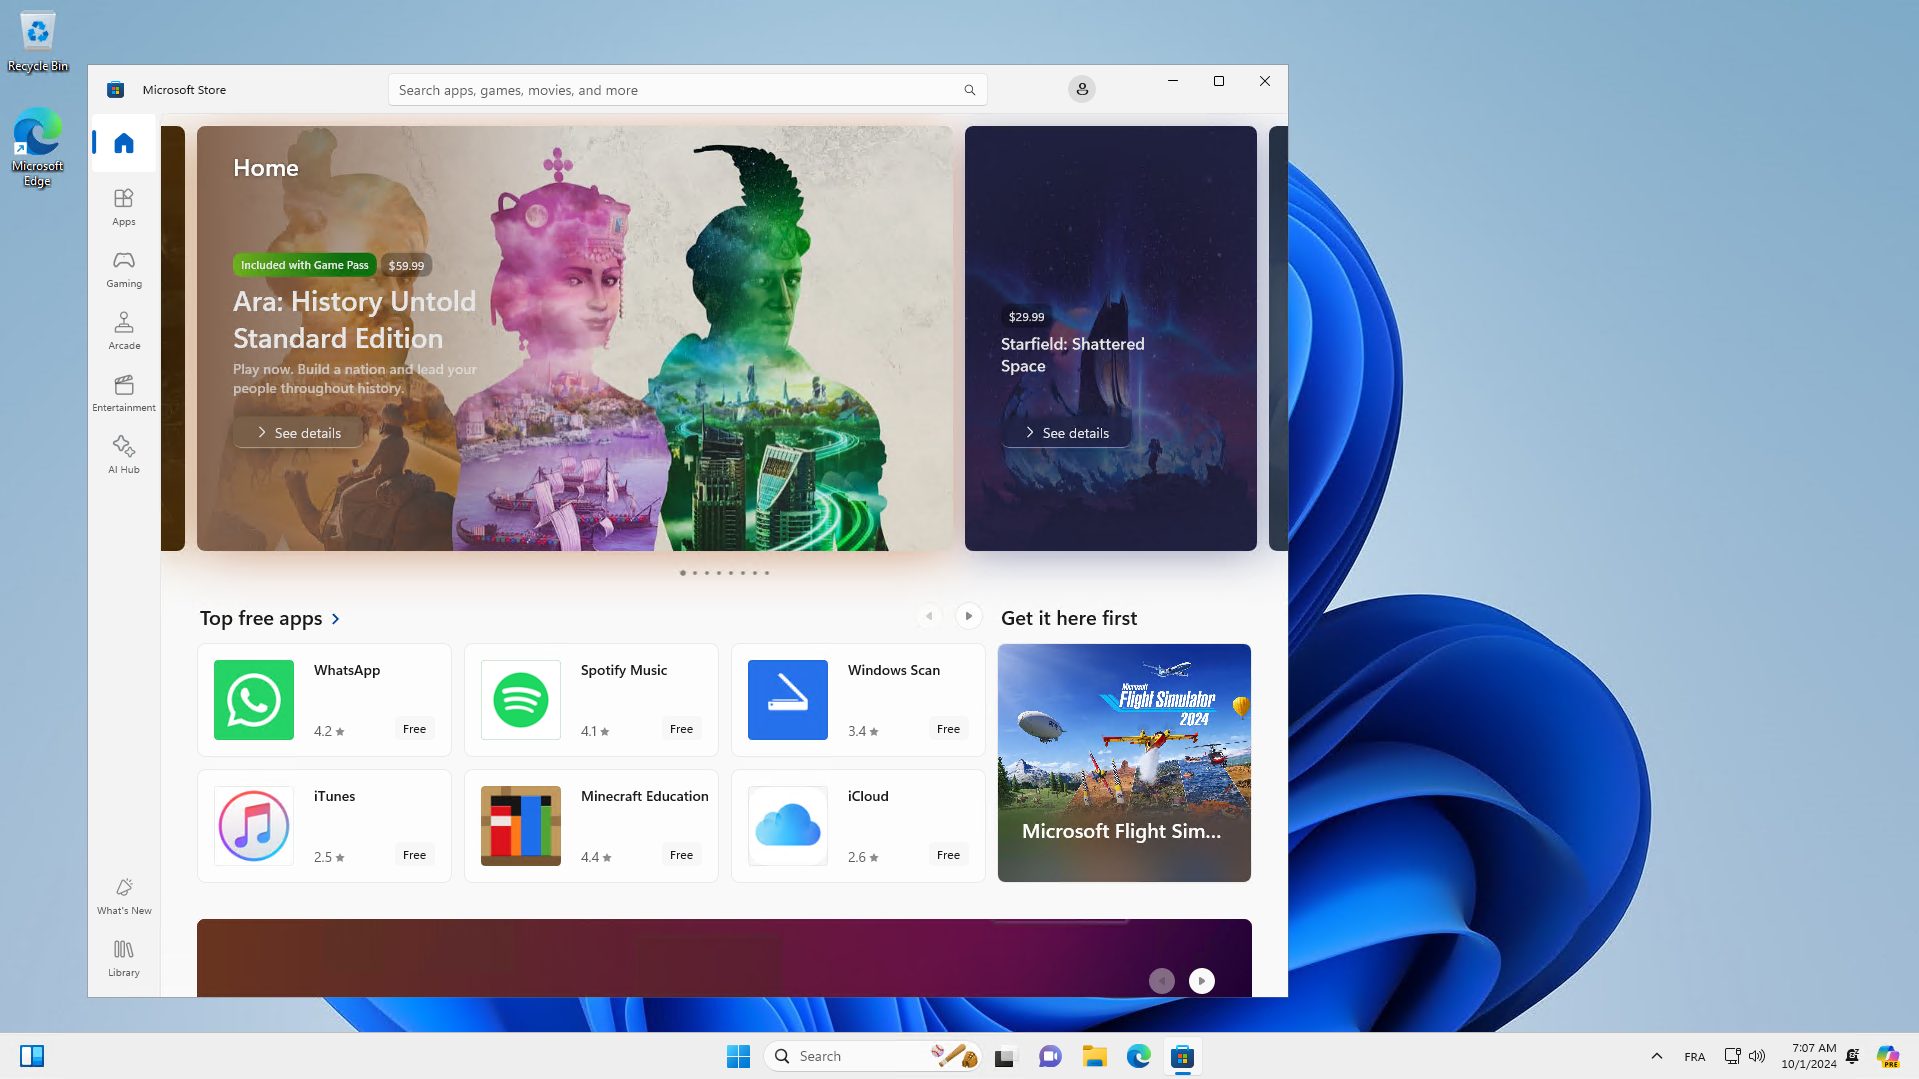 Recycle Bin
Microsoft
Edge
Microsoft Store
Search apps, games, movies, and more
Home
Apps
Gaming
Arcade
Entertainment
AI Hub
What's New
Library
Included with Game Pass
$59.99
Ara: History Untold
Standard Edition
Play now. Build a nation and lead your
people throughout history.
See details
$29.99
Starfield: Shattered
Space
See details
Top free apps
WhatsApp
4.2
Free
Spotify Music
4.1
Free
Windows Scan
3.4
Free
iTunes
2.5
Free
Minecraft Education
4.4
Free
iCloud
2.6
Free
Get it here first
Microsoft
Flight Simulator
2024
Microsoft Flight Sim...
Search
FRA
7:07 AM
10/1/2024
PRE